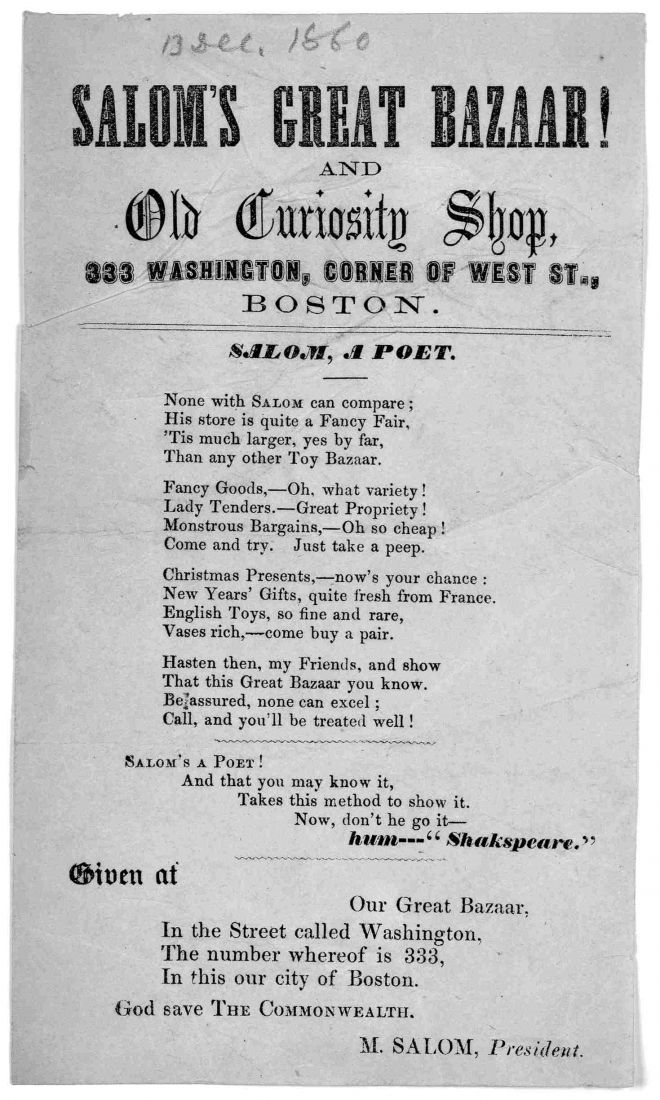 13 Dec. 1860
SALOM'S GREAT BAZAAR!
AND
Old Curiosity Shop,
333 WASHINGTON, CORNER OF WEST ST.,
BOSTON.
SALOM, A POET.
None with SALOM can compare;
His store is quite a Fancy Fair,
'Tis much larger, yes by far,
Than any other Toy Bazaar.
Fancy Goods,—Oh, what variety!
Lady Tenders.—Great Propriety!
Monstrous Bargains,—Oh so cheap!
Come and try. Just take a peep.
Christmas Presents,—now's your chance:
New Years' Gifts, quite fresh from France.
English Toys, so fine and rare,
Vases rich,—come buy a pair.
Hasten then, my Friends, and show
That this Great Bazaar you know.
Be assured, none can excel;
Call, and you'll be treated well!
SALOM'S A POET!
And that you may know it,
Takes this method to show it.
Now, don't he go it—
hum---"Shakspeare."
Given at
Our Great Bazaar,
In the Street called Washington,
The number whereof is 333,
In this our city of Boston.
God save THE COMMONWEALTH.
M. SALOM, President.